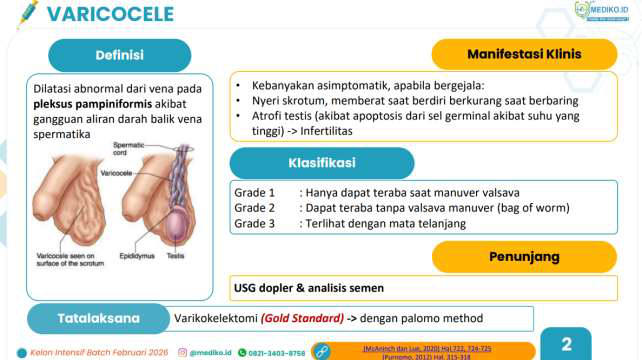 VARICOCELE
MEDIKO.ID
Definisi
Dilatasi abnormal dari vena pada
pleksus pampiniformis akibat
gangguan aliran darah balik vena
spermatika
Spermatic
cord
Varicocele
Varicocele seen on
surface of the scrotum
Epididymus
Testis
Manifestasi Klinis
• Kebanyakan asimptomatik, apabila bergejala:
• Nyeri skrotum, memberat saat berdiri berkurang saat berbaring
• Atrofi testis (akibat apoptosis dari sel germinal akibat suhu yang
tinggi) -> Infertilitas
Klasifikasi
Grade 1 : Hanya dapat teraba saat manuver valsava
Grade 2 : Dapat teraba tanpa valsava manuver (bag of worm)
Grade 3 : Terlihat dengan mata telanjang
Penunjang
USG dopler & analisis semen
Tatalaksana
Varikokelektomi (Gold Standard) -> dengan palomo method
Kelon Intensif Batch Februari 2026
@mediko.id
0821-3403-8758
(McAninch dan Lue, 2020) Hal 722, 724-725
(Purnomo, 2012) Hal. 315-318
2